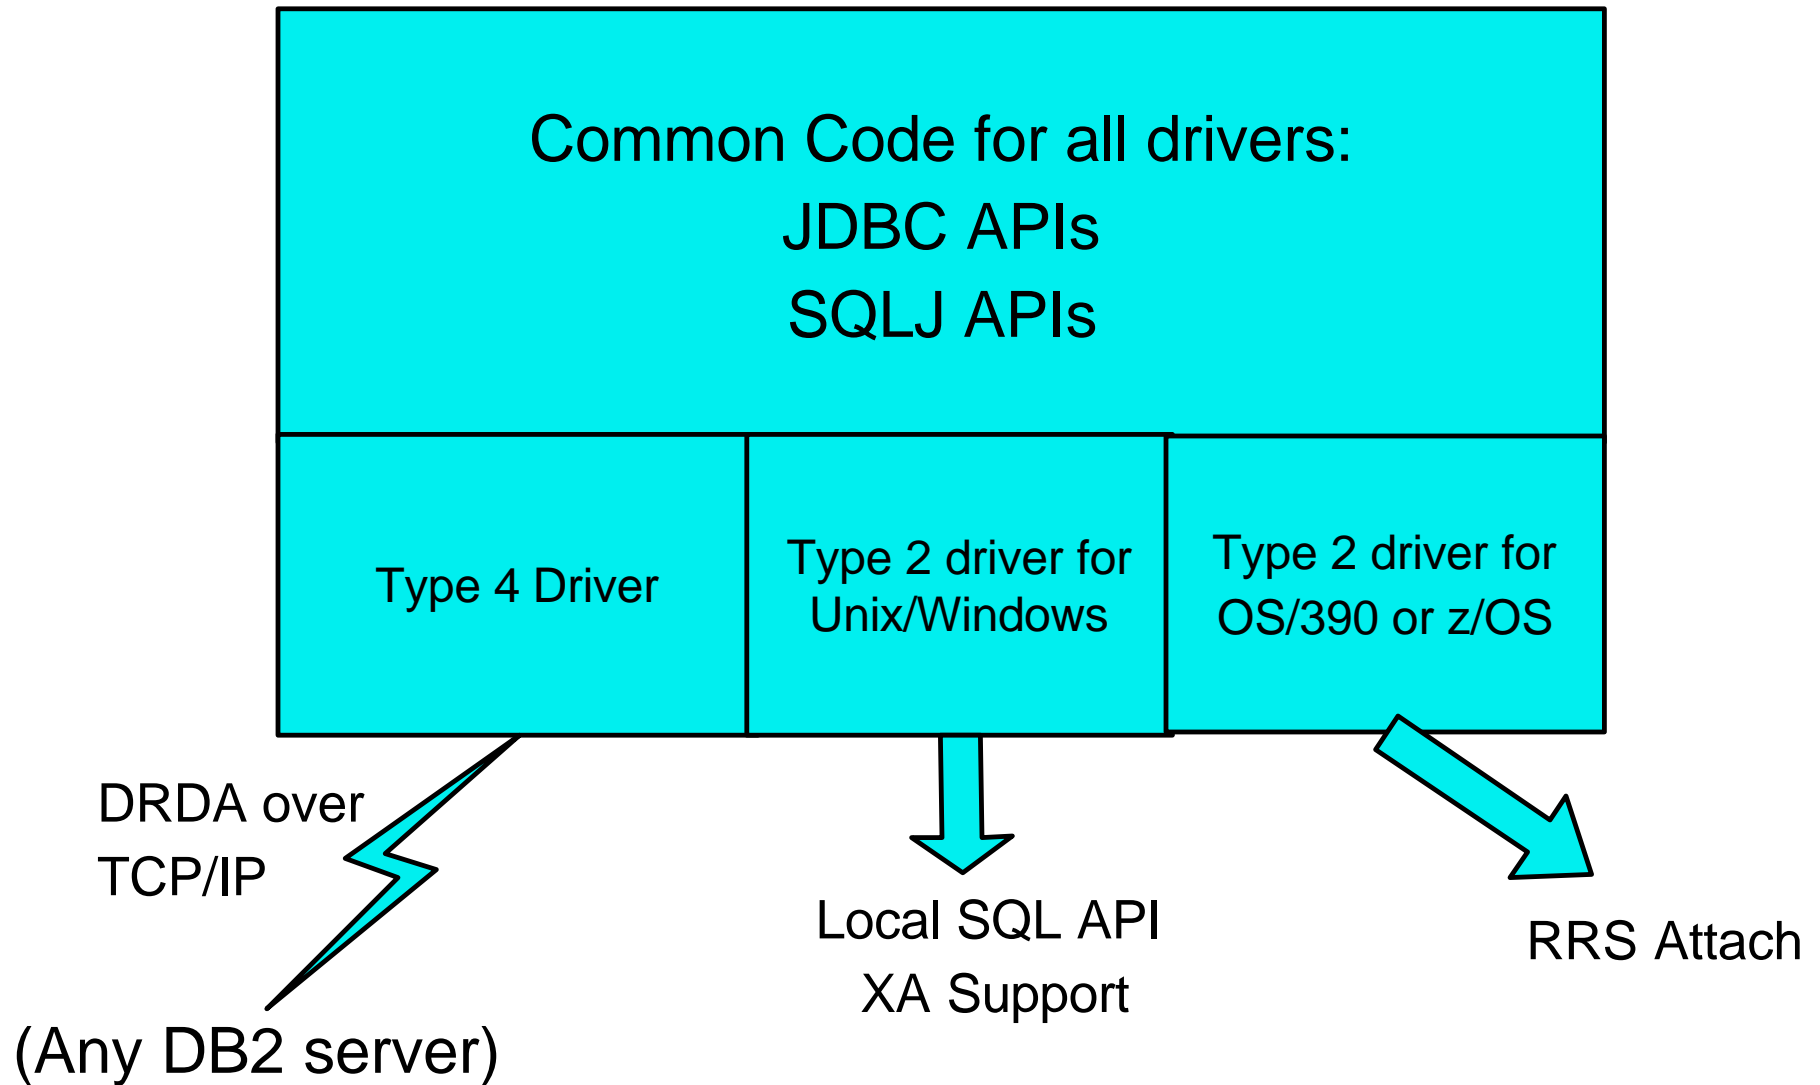 Common Code for all drivers:
JDBC APIs
SQLJ APIs
Type 4 Driver
Type 2 driver for
Unix/Windows
Type 2 driver for
OS/390 or z/OS
DRDA over
TCP/IP
(Any DB2 server)
Local SQL API
XA Support
RRS Attach